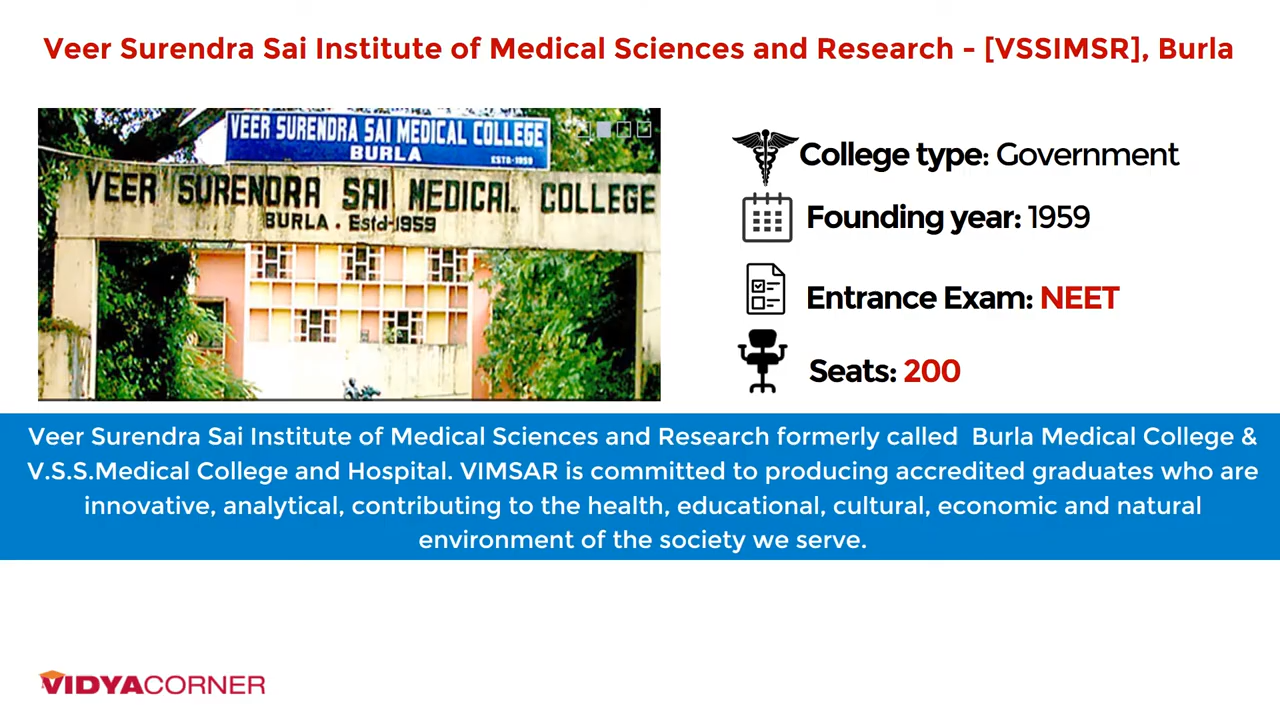 Veer Surendra Sai Institute of Medical Sciences and Research - [VSSIMSR], Burla
VEER SURENDRA SAI MEDICAL COLLEGE
BURLA
ESTD-1959
VEER SURENDRA SAI MEDICAL COLLEGE
BURLA . Estd-1959
College type: Government
Founding year: 1959
Entrance Exam: NEET
Seats: 200
Veer Surendra Sai Institute of Medical Sciences and Research formerly called Burla Medical College &
V.S.S.Medical College and Hospital. VIMSAR is committed to producing accredited graduates who are
innovative, analytical, contributing to the health, educational, cultural, economic and natural
environment of the society we serve.
VIDYACORNER